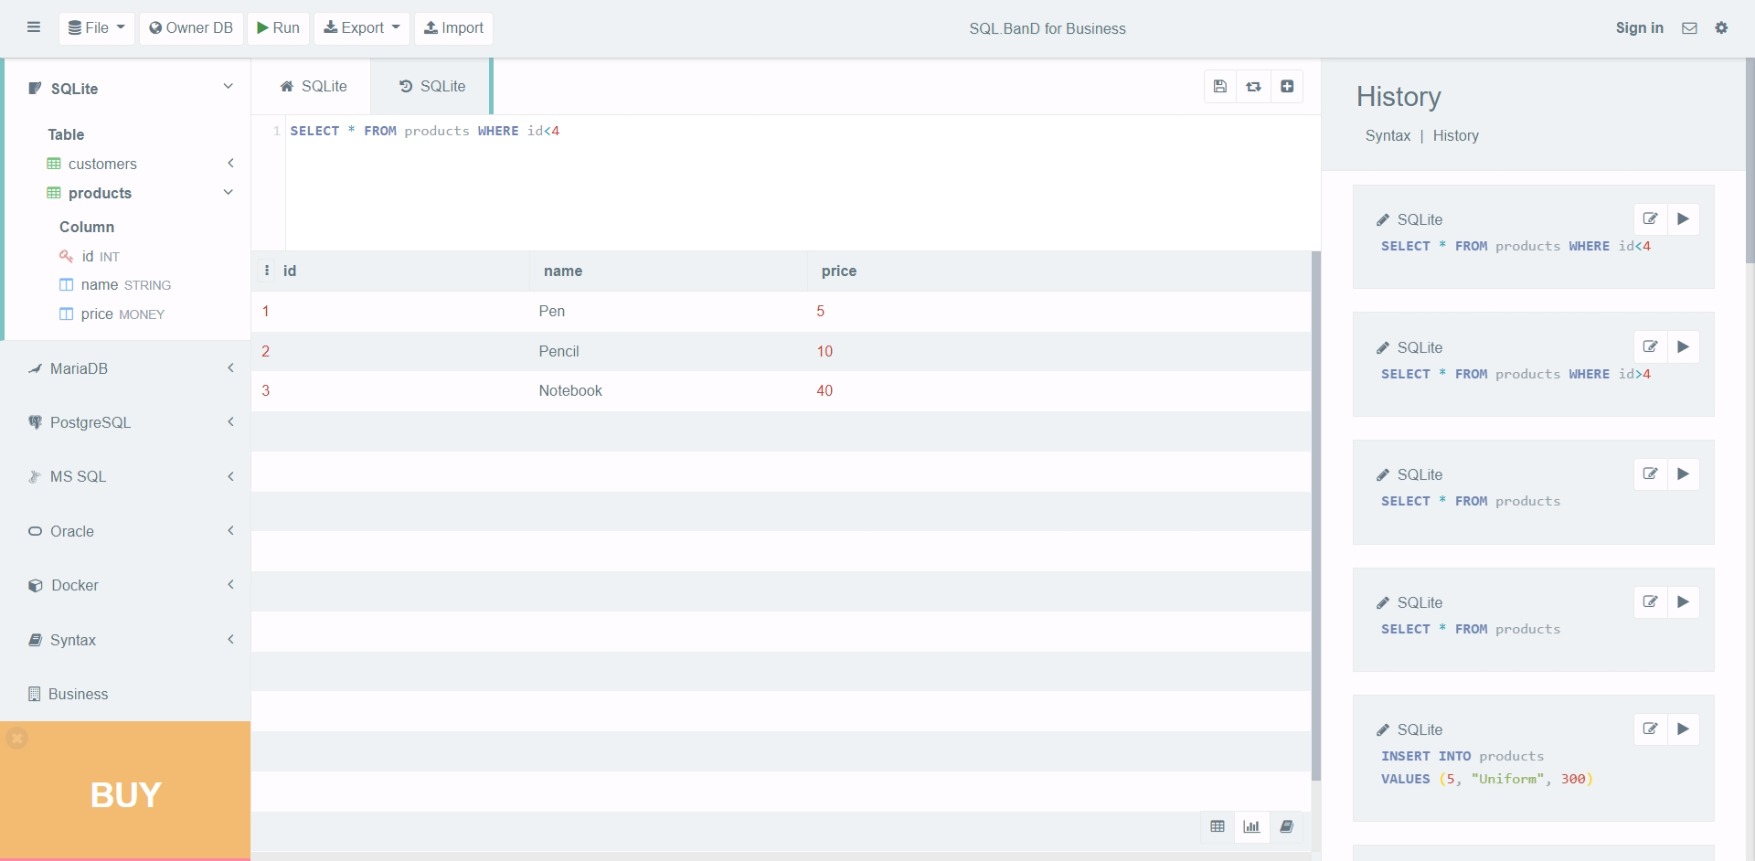 File Owner DB Run Export Import
SQL.BanD for Business
Sign in
SQLite
Table
customers
products
Column
id INT
name STRING
price MONEY
MariaDB
PostgreSQL
MS SQL
Oracle
Docker
Syntax
Business
BUY
SQLite SQLite
1 SELECT * FROM products WHERE id<4
id name price
1 Pen 5
2 Pencil 10
3 Notebook 40
History
Syntax | History
SQLite
SELECT * FROM products WHERE id<4
SQLite
SELECT * FROM products WHERE id>4
SQLite
SELECT * FROM products
SQLite
SELECT * FROM products
SQLite
INSERT INTO products
VALUES (5, "Uniform", 300)